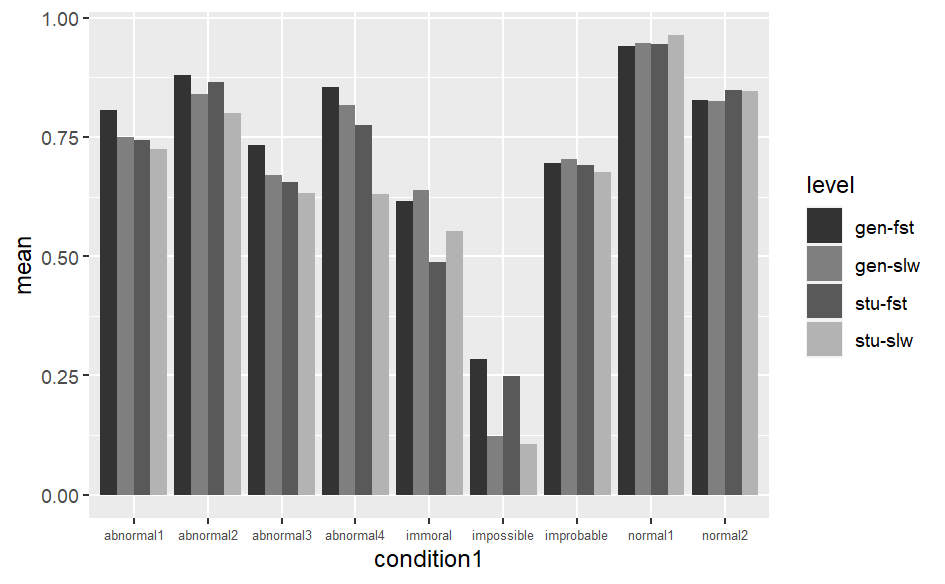 1.00
0.75
0.50
0.25
0.00
mean
abnormal1 abnormal2 abnormal3 abnormal4 immoral impossible improbable normal1 normal2
condition1
level
gen-fst
gen-slw
stu-fst
stu-slw